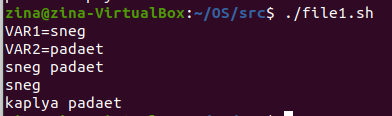 zina@zina-VirtualBox:~/OS/src$ ./file1.sh
VAR1=sneg
VAR2=padaet
sneg padaet
sneg
kaplya padaet